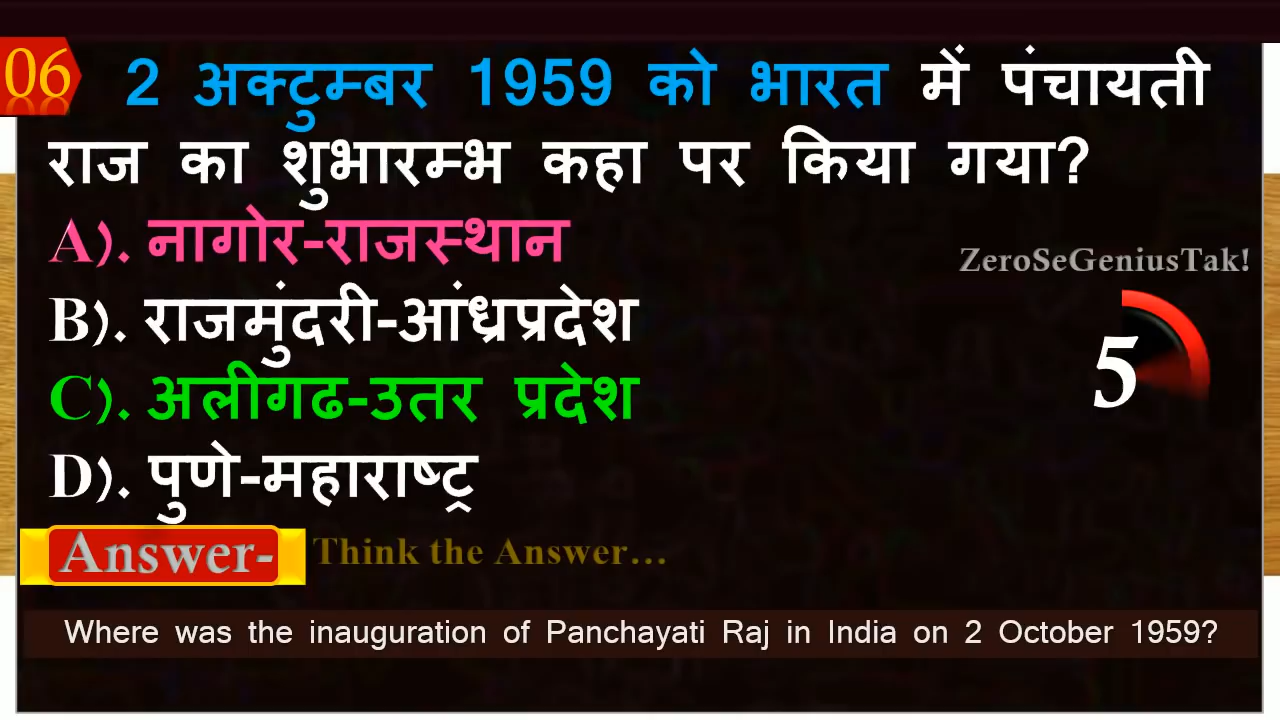 06
2 अक्टुम्बर 1959 को भारत में पंचायती
राज का शुभारम्भ कहा पर किया गया?
A). नागोर-राजस्थान
ZeroSeGeniusTak!
B). राजमुंदरी-आंध्रप्रदेश
5
C). अलीगढ-उतर प्रदेश
D). पुणे-महाराष्ट्र
Answer- Think the Answer...
Where was the inauguration of Panchayati Raj in India on 2 October 1959?